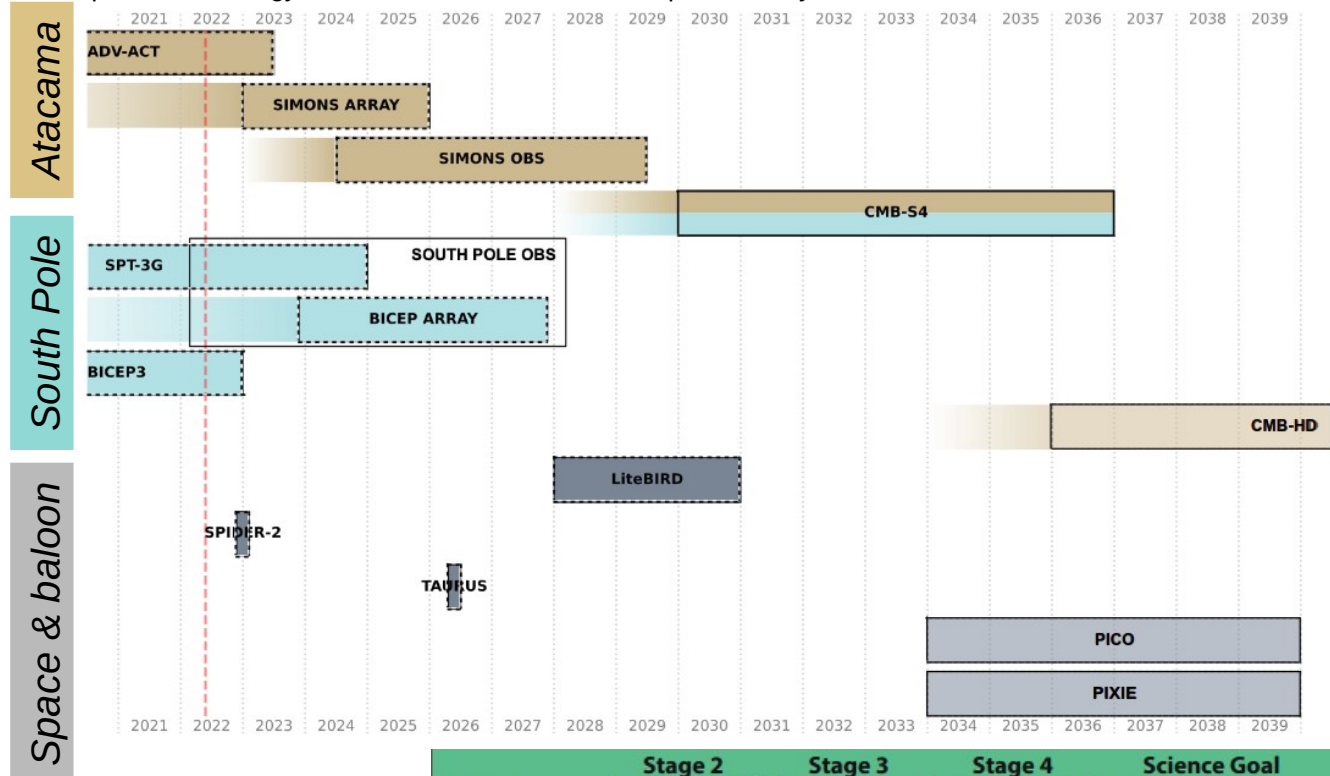 2021 2022 2023 2024 2025 2026 2027 2028 2029 2030 2031 2032 2033 2034 2035 2036 2037 2038 2039
Atacama
ADV-ACT
SIMONS ARRAY
SIMONS OBS
CMB-S4
South Pole
SOUTH POLE OBS
SPT-3G
BICEP ARRAY
BICEP3
CMB-HD
Space & baloon
LiteBIRD
SPIDER-2
TAURUS
PICO
PIXIE
2021 2022 2023 2024 2025 2026 2027 2028 2029 2030 2031 2032 2033 2034 2035 2036 2037 2038 2039
Stage 2 Stage 3 Stage 4 Science Goal